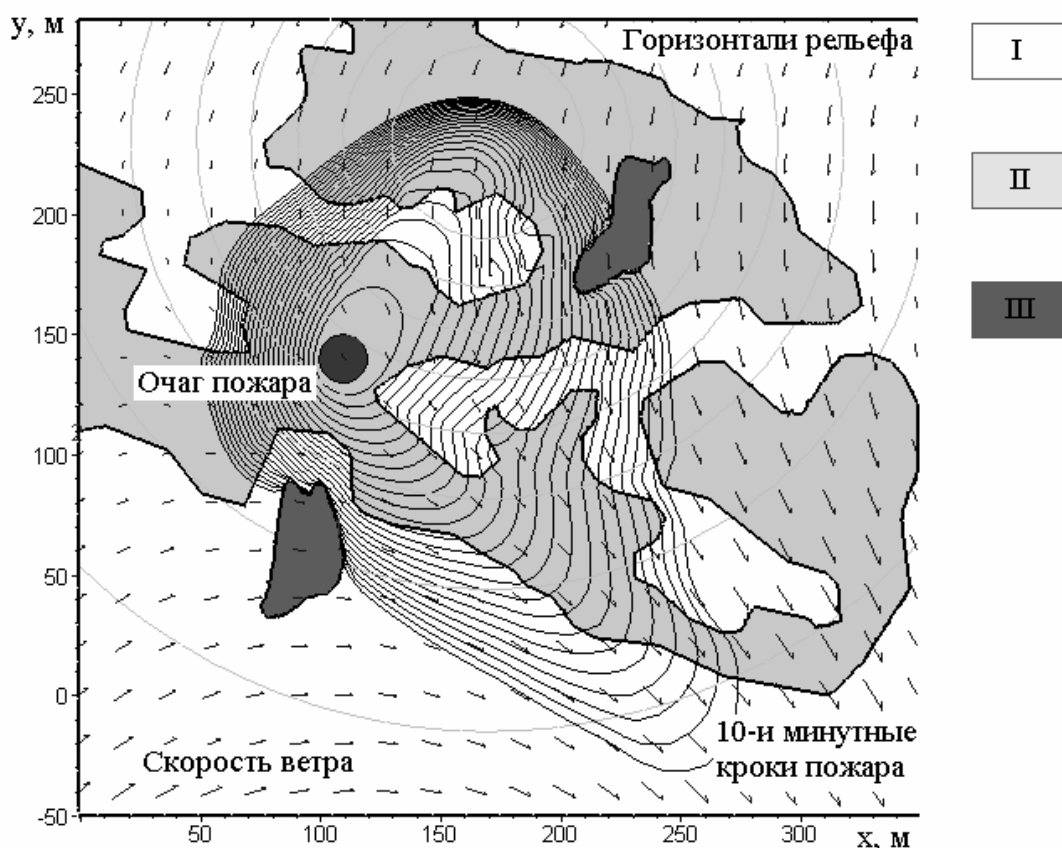 y, м
Горизонтали рельефа
I
250
II
200
III
150
Очаг пожара
100
50
0
10-и минутные
кроки пожара
Скорость ветра
-50
50
100
150
200
250
300
x, м